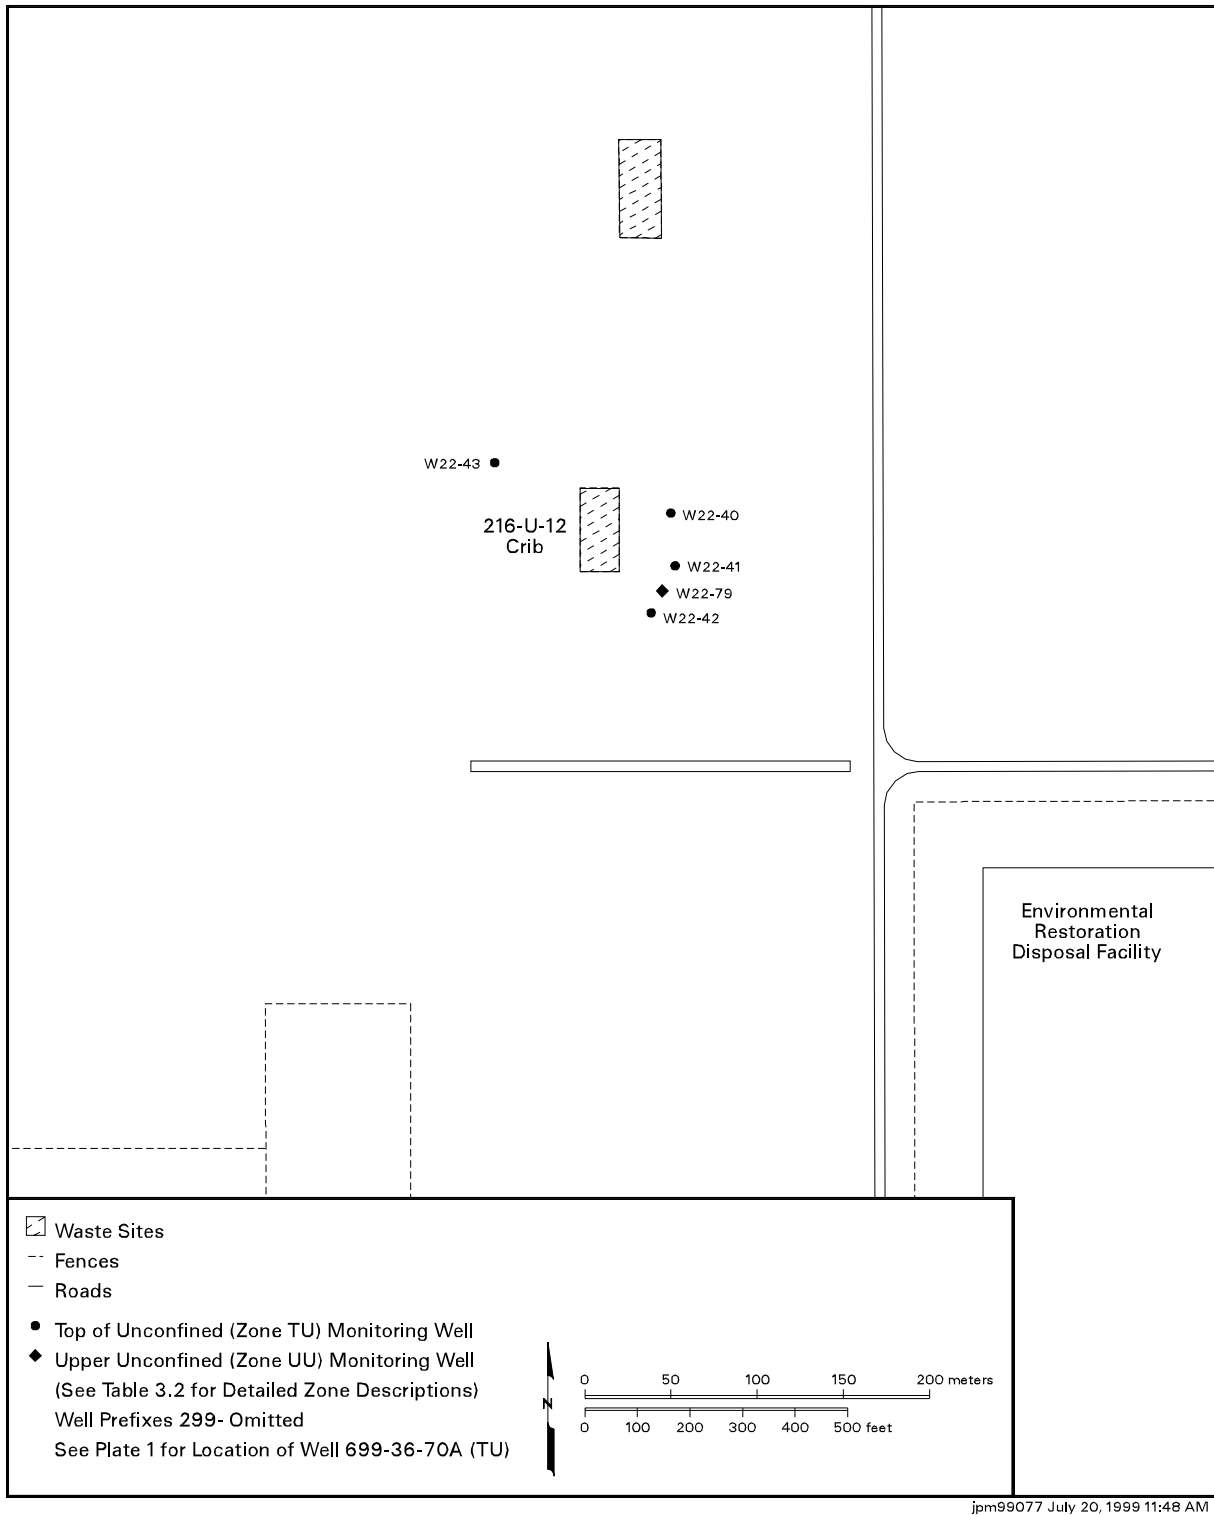 W22-43
216-U-12
Crib
W22-40
W22-41
W22-79
W22-42
Environmental
Restoration
Disposal Facility
Waste Sites
Fences
Roads
Top of Unconfined (Zone TU) Monitoring Well
Upper Unconfined (Zone UU) Monitoring Well
(See Table 3.2 for Detailed Zone Descriptions)
Well Prefixes 299- Omitted
See Plate 1 for Location of Well 699-36-70A (TU)
N
0 50 100 150 200 meters
0 100 200 300 400 500 feet
jpm99077 July 20, 1999 11:48 AM